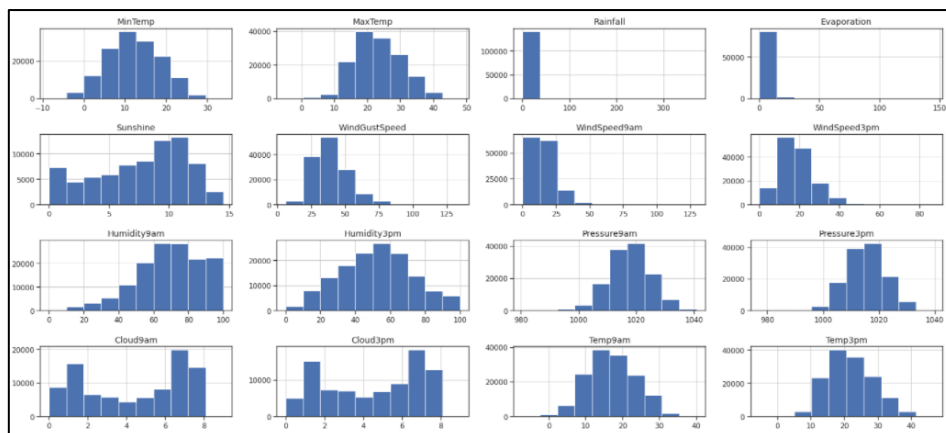 MinTemp MaxTemp Rainfall Evaporation
20000
0
−10 0 10 20 30
40000
20000
0
0 10 20 30 40 50
100000
50000
0
0 100 200 300
50000
0
0 50 100 150
Sunshine WindGustSpeed WindSpeed9am WindSpeed3pm
10000
5000
0
0 5 10 15
40000
20000
0
25 50 75 100 125
60000
40000
20000
0
0 25 50 75 100 125
40000
20000
0
0 20 40 60 80
Humidity9am Humidity3pm Pressure9am Pressure3pm
20000
10000
0
0 20 40 60 80 100
20000
10000
0
0 20 40 60 80 100
40000
20000
0
980 1000 1020 1040
40000
20000
0
980 1000 1020 1040
Cloud9am Cloud3pm Temp9am Temp3pm
20000
10000
0
0 2 4 6 8
10000
0
0 2 4 6 8
40000
20000
0
0 10 20 30 40
40000
20000
0
0 10 20 30 40